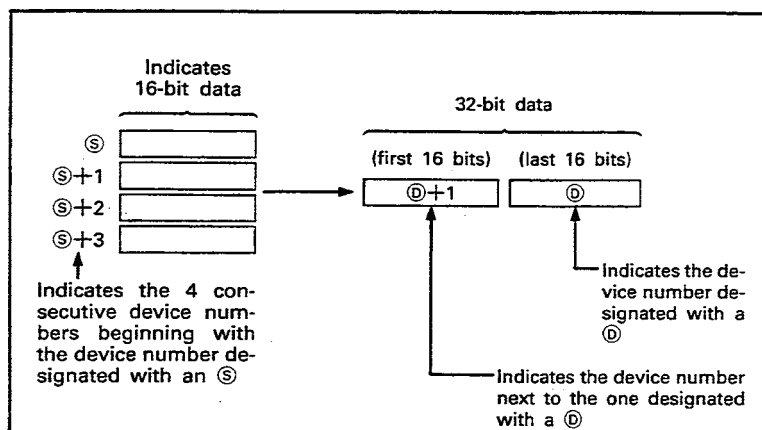 Indicates
16-bit data
32-bit data
(first 16 bits) (last 16 bits)
Ⓢ
Ⓢ+1
Ⓢ+2
Ⓢ+3
Ⓓ+1 Ⓓ
Indicates the 4 con-
secutive device num-
bers beginning with
the device number de-
signated with an Ⓢ
Indicates the de-
vice number de-
signated with a
Ⓓ
Indicates the device number
next to the one designated
with a Ⓓ